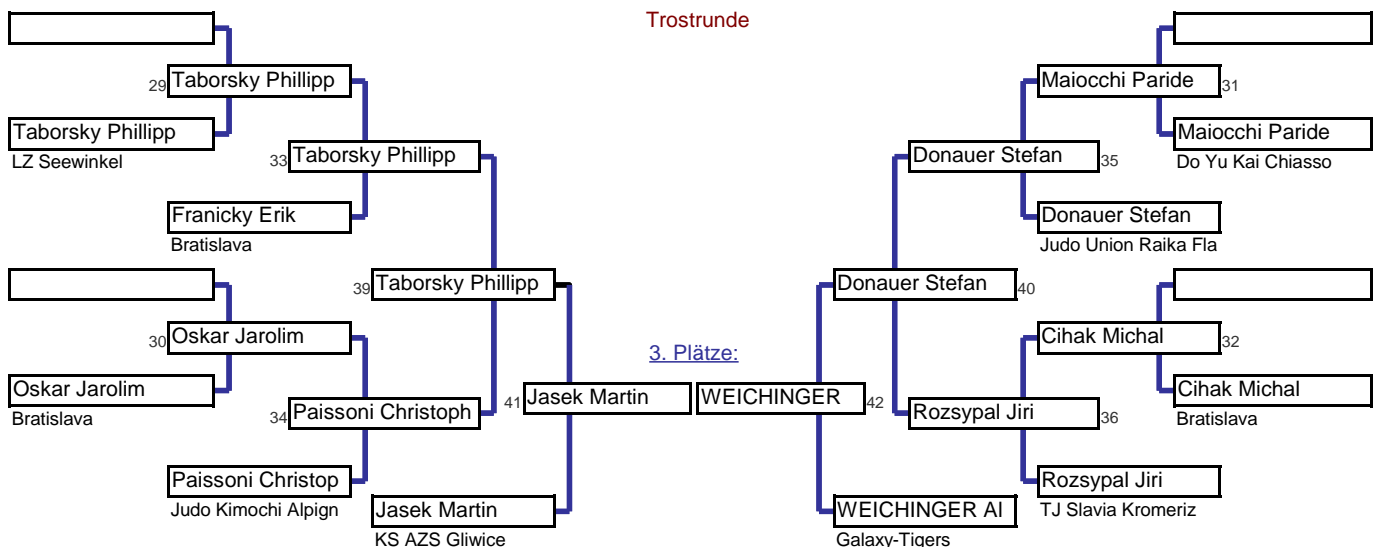 Trostrunde
29 Taborsky Phillipp
Maiocchi Paride 31
Taborsky Phillipp
LZ Seewinkel
Maiocchi Paride
Do Yu Kai Chiasso
33 Taborsky Phillipp
Donauer Stefan 35
Franicky Erik
Bratislava
Donauer Stefan
Judo Union Raika Fla
39 Taborsky Phillipp
Donauer Stefan 40
30 Oskar Jarolim
Cihak Michal 32
3. Plätze:
Oskar Jarolim
Bratislava
Cihak Michal
Bratislava
41 Jasek Martin
WEICHINGER 42
34 Paissoni Christoph
Rozsypal Jiri 36
Paissoni Christop
Judo Kimochi Alpign
Rozsypal Jiri
TJ Slavia Kromeriz
Jasek Martin
KS AZS Gliwice
WEICHINGER Al
Galaxy-Tigers